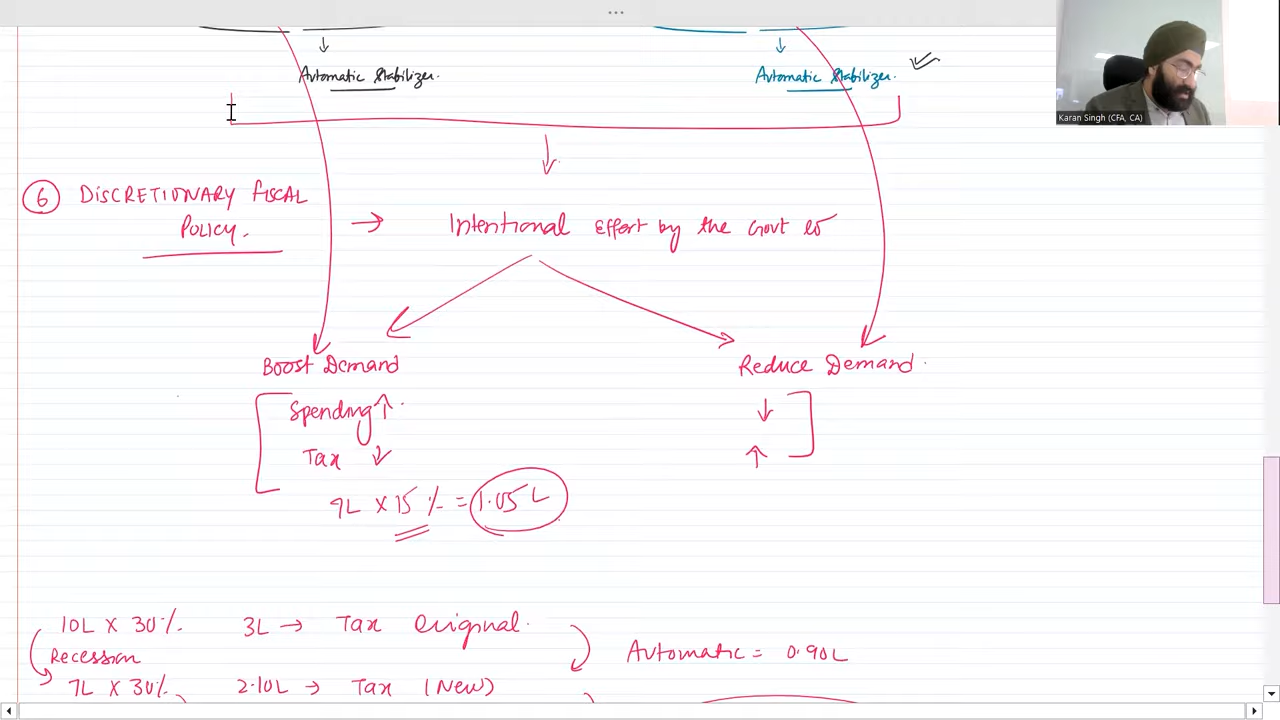 Automatic Stabilizer.
Automatic Stabilizer.
Karan Singh (CFA, CA)
6 DISCRETIONARY FISCAL POLICY.
→ Intentional Effort by the Govt to
Boost Demand
Reduce Demand.
Spending ↑
↓
Tax ↓
↑
7L X 15 % = 1.05 L
10L X 30%
3L → Tax Original.
Recession
Automatic = 0.90L
7L X 30%
2.10L → Tax (New)